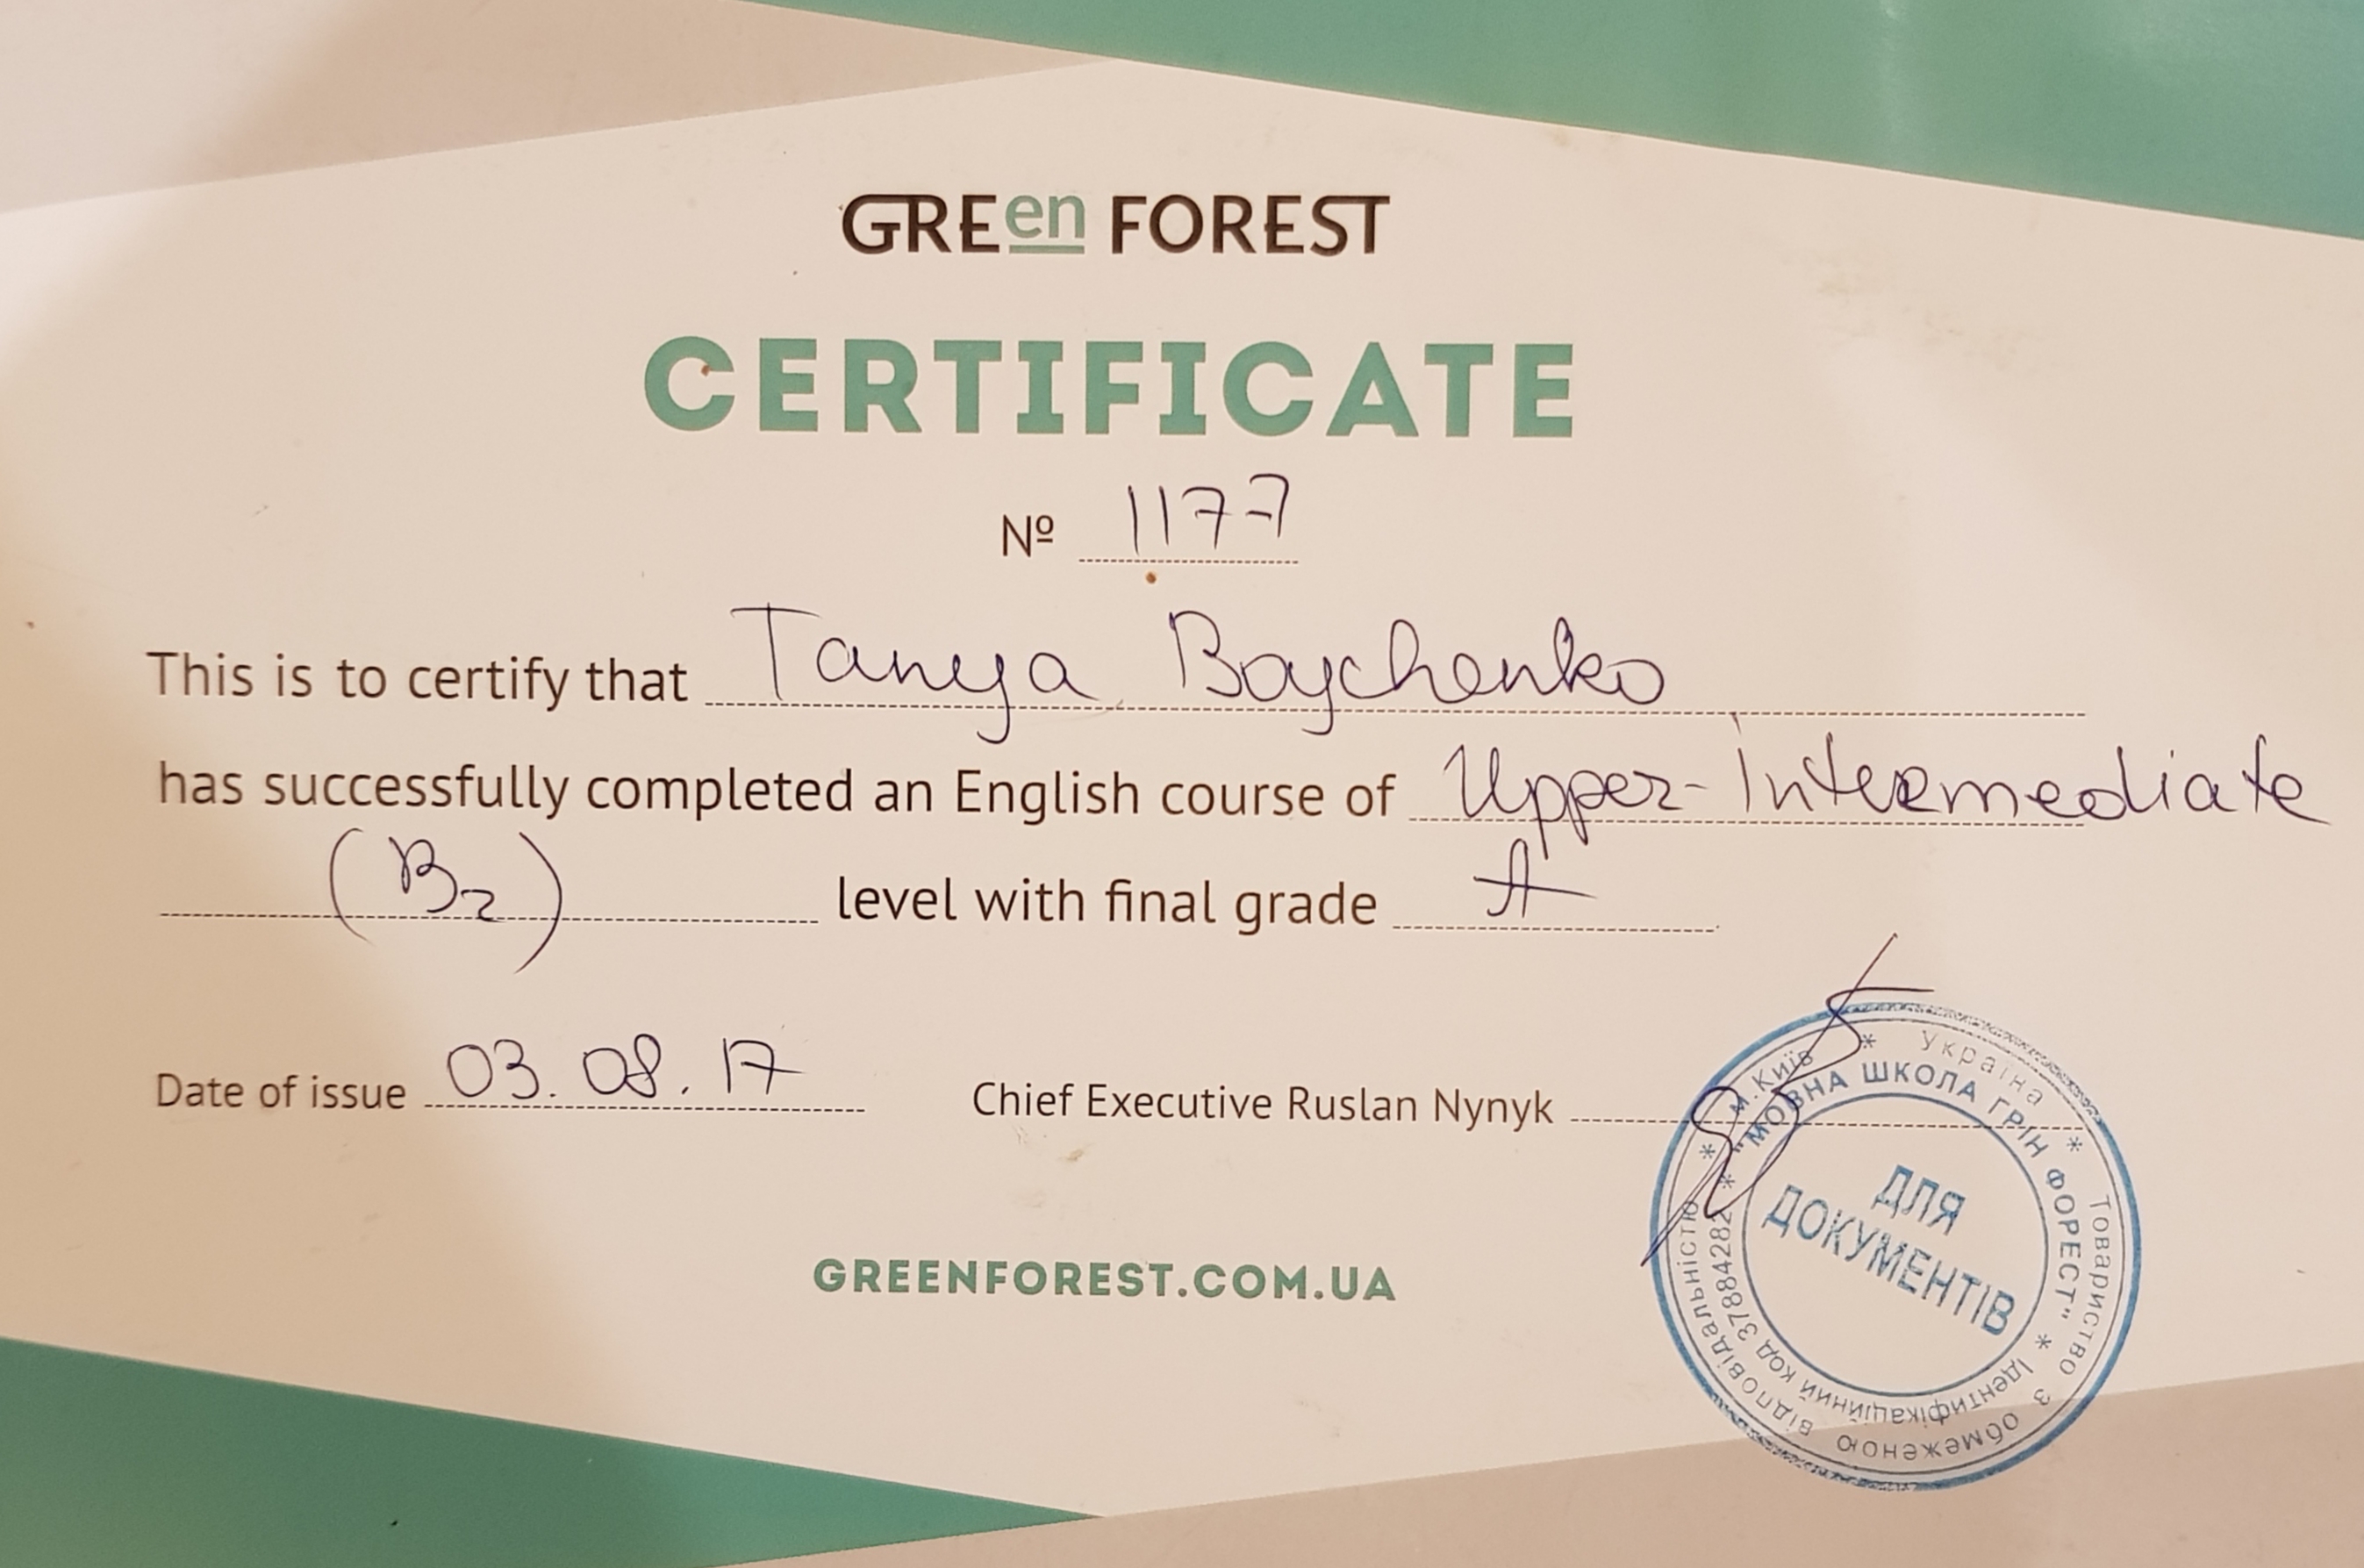 GREen FOREST
CERTIFICATE
Nº 1177
This is to certify that Tanya Boychenko
has successfully completed an English course of Upper-Intermediate
(B2) level with final grade A
Date of issue 03.08.17 Chief Executive Ruslan Nynyk
GREENFOREST.COM.UA
* Україна * Товариство з обмеженою відповідальністю * м.Київ
"МОВНА ШКОЛА ГРІН ФОРЕСТ" * Ідентифікаційний код 37884282 *
ДЛЯ
ДОКУМЕНТІВ